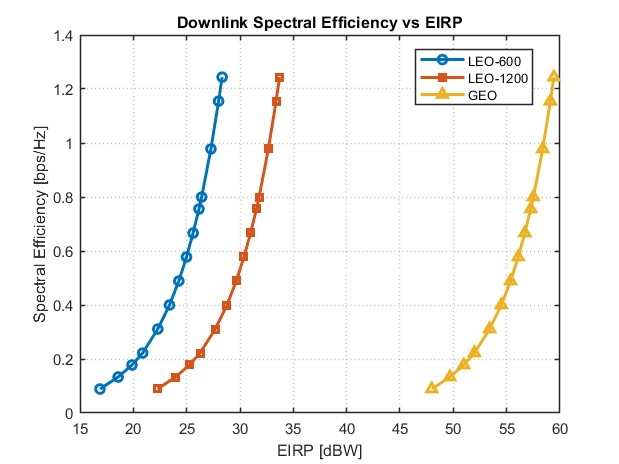 Downlink Spectral Efficiency vs EIRP
LEO-600
LEO-1200
GEO
Spectral Efficiency [bps/Hz]
1.4
1.2
1
0.8
0.6
0.4
0.2
0
15 20 25 30 35 40 45 50 55 60
EIRP [dBW]